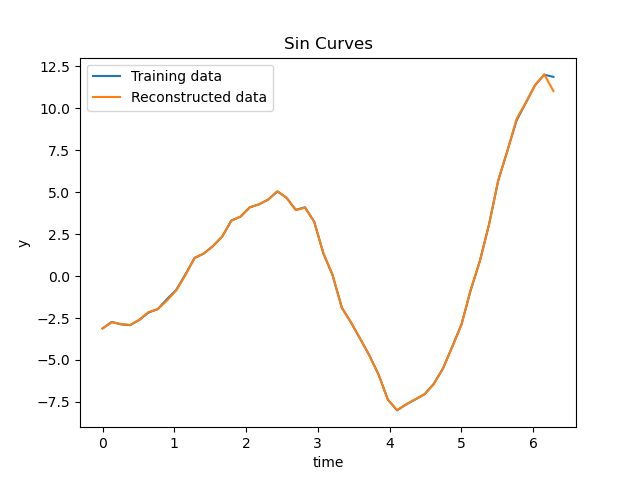 Sin Curves
Training data
Reconstructed data
12.5
10.0
7.5
5.0
2.5
0.0
−2.5
−5.0
−7.5
y
0 1 2 3 4 5 6
time